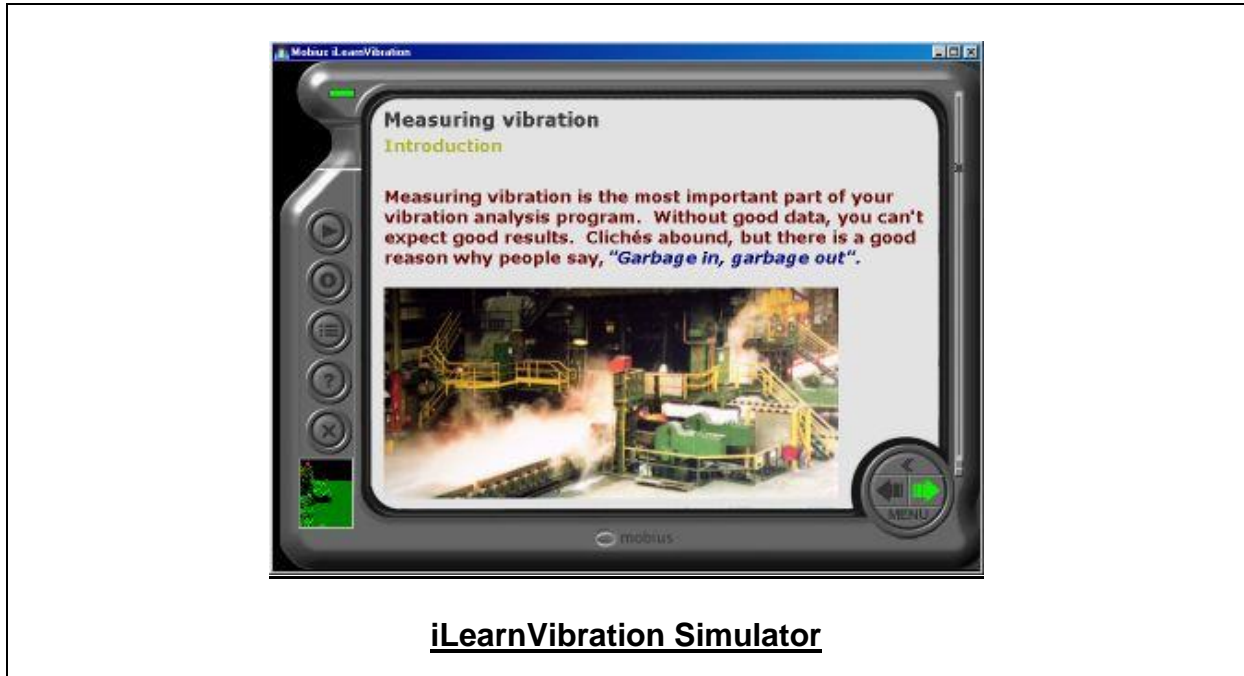 Mobius iLearnVibration
Measuring vibration
Introduction
Measuring vibration is the most important part of your
vibration analysis program.  Without good data, you can't
expect good results.  Clichés abound, but there is a good
reason why people say, "Garbage in, garbage out".
MENU
mobius
iLearnVibration Simulator